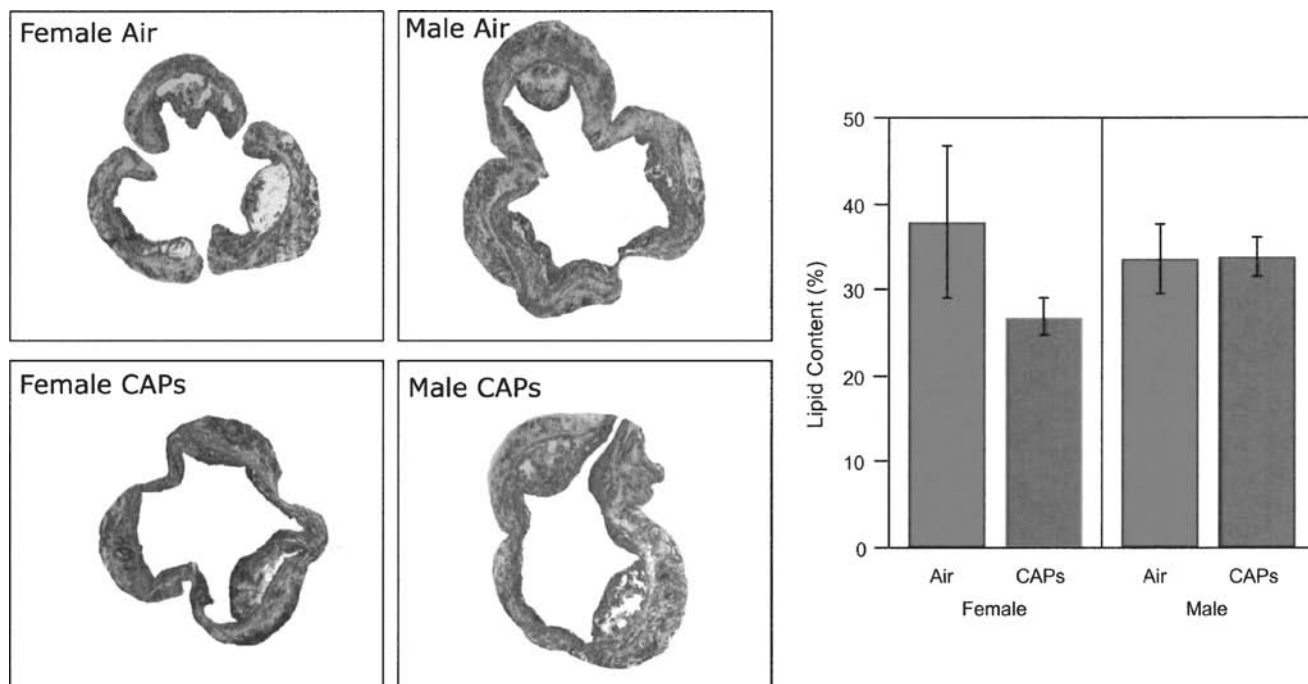 Female Air
Male Air
Female CAPs
Male CAPs
50
40
30
20
10
0
Lipid Content (%)
Air CAPs Air CAPs
Female Male